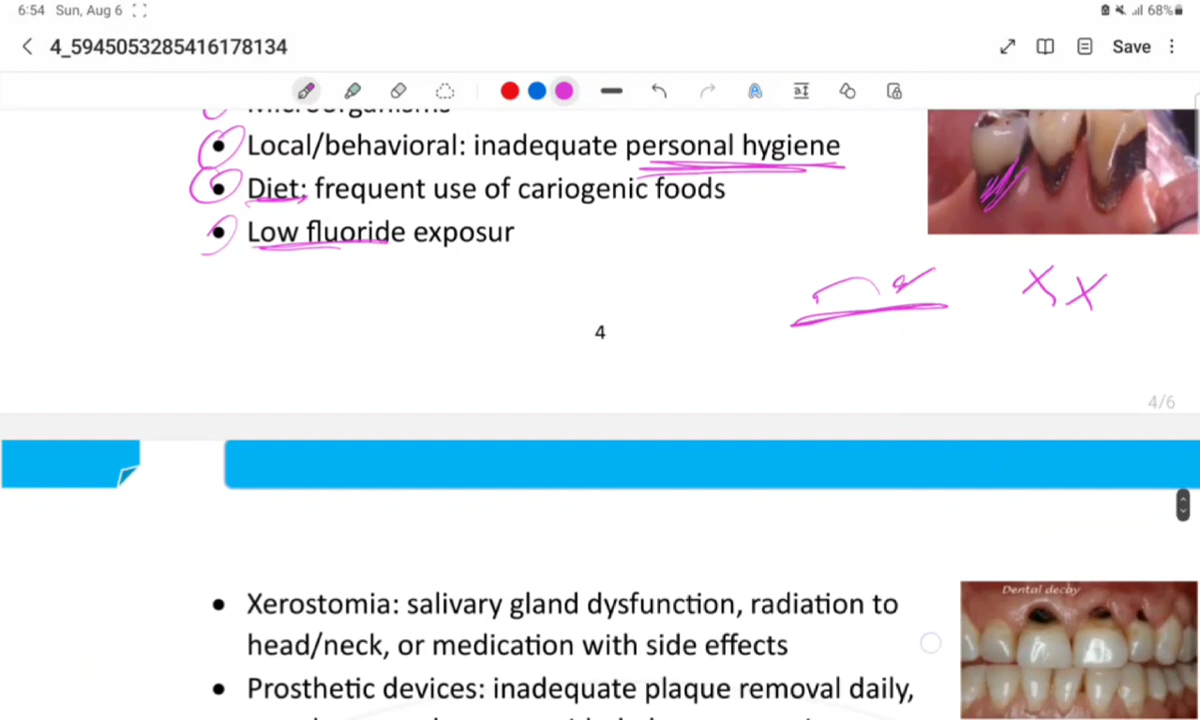 6:54 Sun, Aug 6
68%
4_5945053285416178134
Save
Microorganisms
• Local/behavioral: inadequate personal hygiene
• Diet: frequent use of cariogenic foods
• Low fluoride exposur
X X
4
4/6
Dental decay
• Xerostomia: salivary gland dysfunction, radiation to
head/neck, or medication with side effects
• Prosthetic devices: inadequate plaque removal daily,